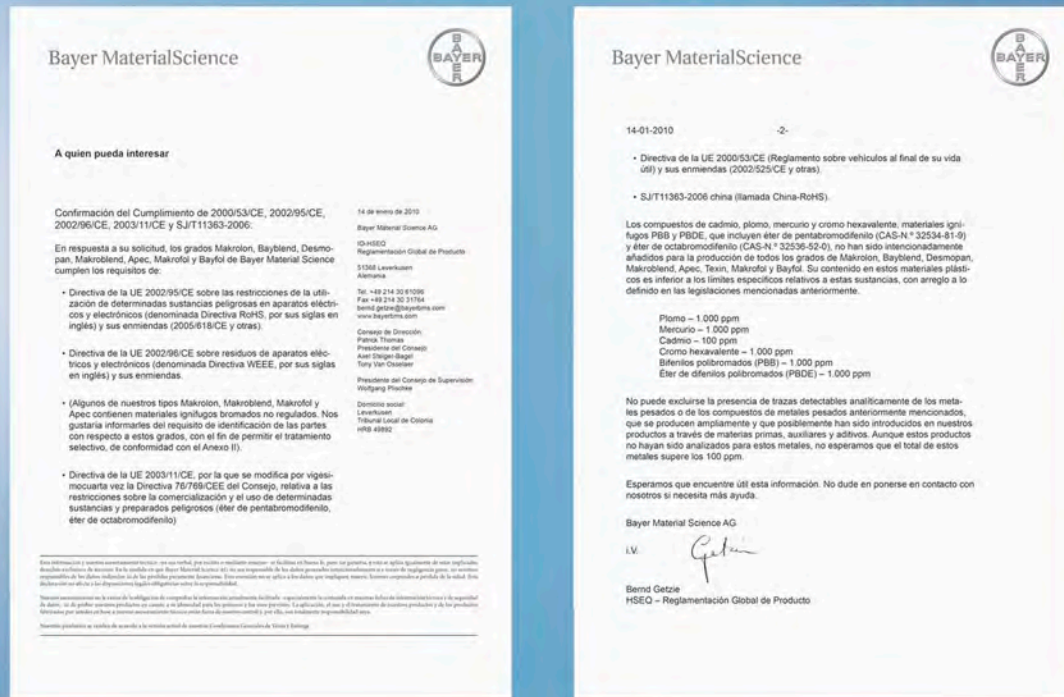 Bayer MaterialScience
BAYER
BAYER
A quien pueda interesar
Confirmación del Cumplimiento de 2000/53/CE, 2002/95/CE,
2002/96/CE, 2003/11/CE y SJ/T11363-2006:
En respuesta a su solicitud, los grados Makrolon, Bayblend, Desmo-
pan, Makroblend, Apec, Makrofol y Bayfol de Bayer Material Science
cumplen los requisitos de:
• Directiva de la UE 2002/95/CE sobre las restricciones de la utili-
zación de determinadas sustancias peligrosas en aparatos eléctri-
cos y electrónicos (denominada Directiva RoHS, por sus siglas en
inglés) y sus enmiendas (2005/618/CE y otras).
• Directiva de la UE 2002/96/CE sobre residuos de aparatos eléc-
tricos y electrónicos (denominada Directiva WEEE, por sus siglas
en inglés) y sus enmiendas.
• (Algunos de nuestros tipos Makrolon, Makroblend, Makrofol y
Apec contienen materiales ignífugos bromados no regulados. Nos
gustaría informarles del requisito de identificación de las partes
con respecto a estos grados, con el fin de permitir el tratamiento
selectivo, de conformidad con el Anexo II).
• Directiva de la UE 2003/11/CE, por la que se modifica por vigesi-
mocuarta vez la Directiva 76/769/CEE del Consejo, relativa a las
restricciones sobre la comercialización y el uso de determinadas
sustancias y preparados peligrosos (éter de pentabromodifenilo,
éter de octabromodifenilo)
14 de enero de 2010
Bayer Material Science AG
IO-HSEQ
Reglamentación Global de Producto
51368 Leverkusen
Alemania
Tel. +49 214 30 61096
Fax +49 214 30 31764
bernd.getzie@bayerbms.com
www.bayerbms.com
Consejo de Dirección:
Patrick Thomas
Presidente del Consejo
Axel Steiger-Bagel
Tony Van Osselaer
Presidente del Consejo de Supervisión:
Wolfgang Plischke
Domicilio social:
Leverkusen
Tribunal Local de Colonia
HRB 49892
Bayer MaterialScience
BAYER
BAYER
14-01-2010 -2-
• Directiva de la UE 2000/53/CE (Reglamento sobre vehículos al final de su vida
útil) y sus enmiendas (2002/525/CE y otras).
• SJ/T11363-2006 china (llamada China-RoHS).
Los compuestos de cadmio, plomo, mercurio y cromo hexavalente, materiales igní-
fugos PBB y PBDE, que incluyen éter de pentabromodifenilo (CAS-N.º 32534-81-9)
y éter de octabromodifenilo (CAS-N.º 32536-52-0), no han sido intencionadamente
añadidos para la producción de todos los grados de Makrolon, Bayblend, Desmopan,
Makroblend, Apec, Texin, Makrofol y Bayfol. Su contenido en estos materiales plásti-
cos es inferior a los límites específicos relativos a estas sustancias, con arreglo a lo
definido en las legislaciones mencionadas anteriormente.
Plomo – 1.000 ppm
Mercurio – 1.000 ppm
Cadmio – 100 ppm
Cromo hexavalente – 1.000 ppm
Bifenilos polibromados (PBB) – 1.000 ppm
Éter de difenilos polibromados (PBDE) – 1.000 ppm
No puede excluirse la presencia de trazas detectables analíticamente de los meta-
les pesados o de los compuestos de metales pesados anteriormente mencionados,
que se producen ampliamente y que posiblemente han sido introducidos en nuestros
productos a través de materias primas, auxiliares y aditivos. Aunque estos productos
no hayan sido analizados para estos metales, no esperamos que el total de estos
metales supere los 100 ppm.
Esperamos que encuentre útil esta información. No dude en ponerse en contacto con
nosotros si necesita más ayuda.
Bayer Material Science AG
i.V.
Bernd Getzie
HSEQ – Reglamentación Global de Producto